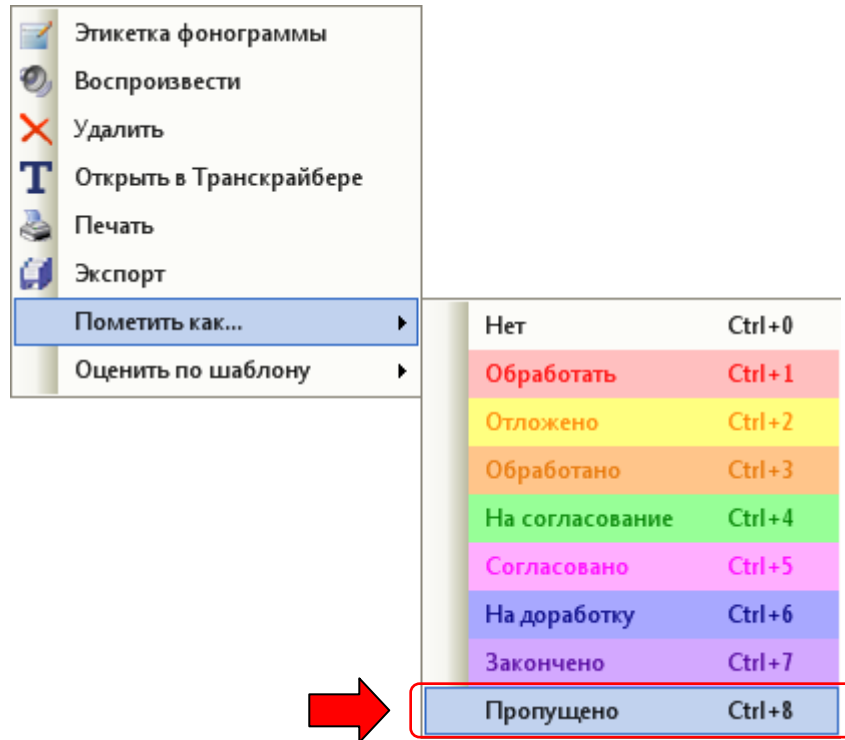 Этикетка фонограммы
Воспроизвести
Удалить
Открыть в Транскрайбере
Печать
Экспорт
Пометить как...
Оценить по шаблону
Нет Ctrl+0
Обработать Ctrl+1
Отложено Ctrl+2
Обработано Ctrl+3
На согласование Ctrl+4
Согласовано Ctrl+5
На доработку Ctrl+6
Закончено Ctrl+7
Пропущено Ctrl+8